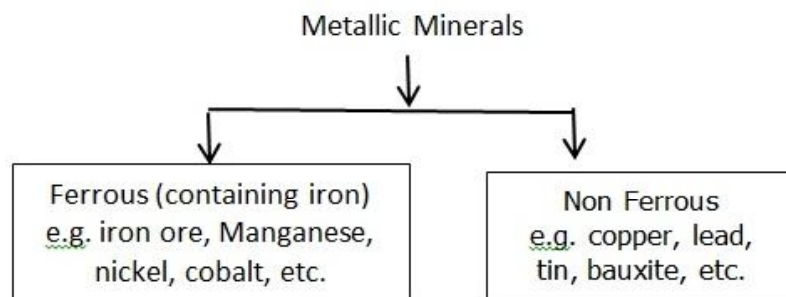 Metallic Minerals
Ferrous (containing iron)
e.g. iron ore, Manganese,
nickel, cobalt, etc.
Non Ferrous
e.g. copper, lead,
tin, bauxite, etc.